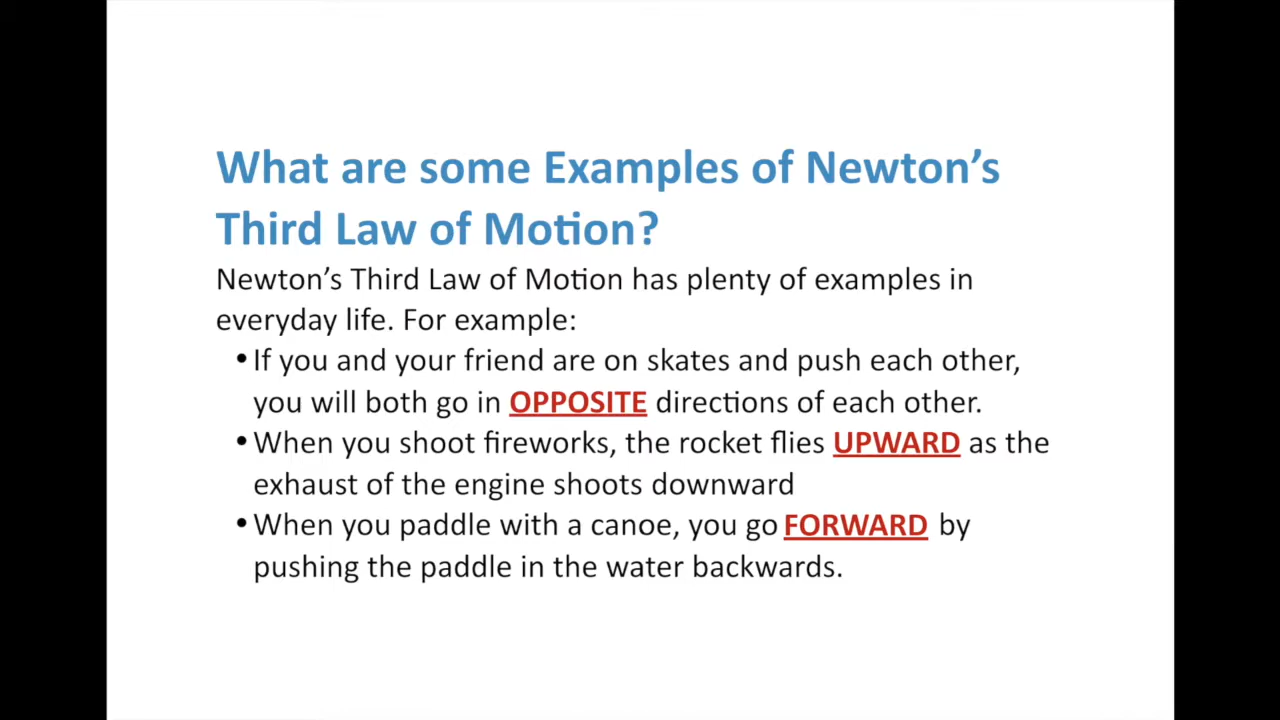 What are some Examples of Newton’s
Third Law of Motion?
Newton’s Third Law of Motion has plenty of examples in
everyday life. For example:
•If you and your friend are on skates and push each other,
you will both go in OPPOSITE directions of each other.
•When you shoot fireworks, the rocket flies UPWARD as the
exhaust of the engine shoots downward
•When you paddle with a canoe, you go FORWARD by
pushing the paddle in the water backwards.